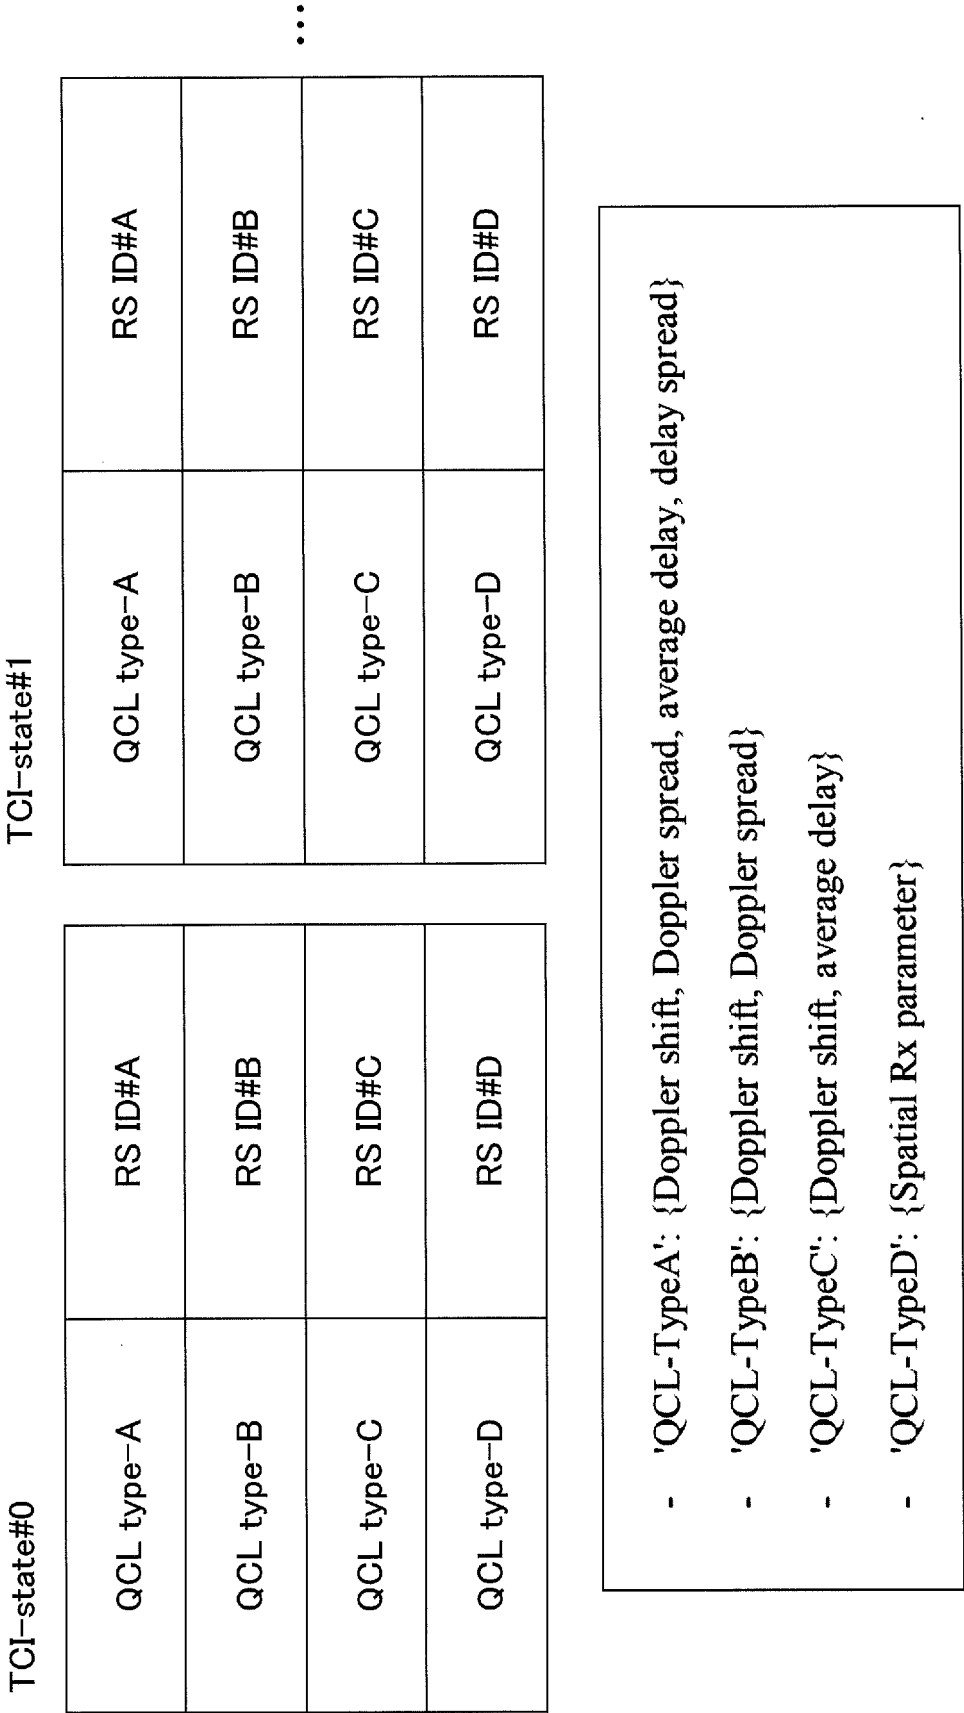 TCI-state#0
QCL type-A RS ID#A
QCL type-B RS ID#B
QCL type-C RS ID#C
QCL type-D RS ID#D
TCI-state#1
QCL type-A RS ID#A
QCL type-B RS ID#B
QCL type-C RS ID#C
QCL type-D RS ID#D
...
- 'QCL-TypeA': {Doppler shift, Doppler spread, average delay, delay spread}
- 'QCL-TypeB': {Doppler shift, Doppler spread}
- 'QCL-TypeC': {Doppler shift, average delay}
- 'QCL-TypeD': {Spatial Rx parameter}